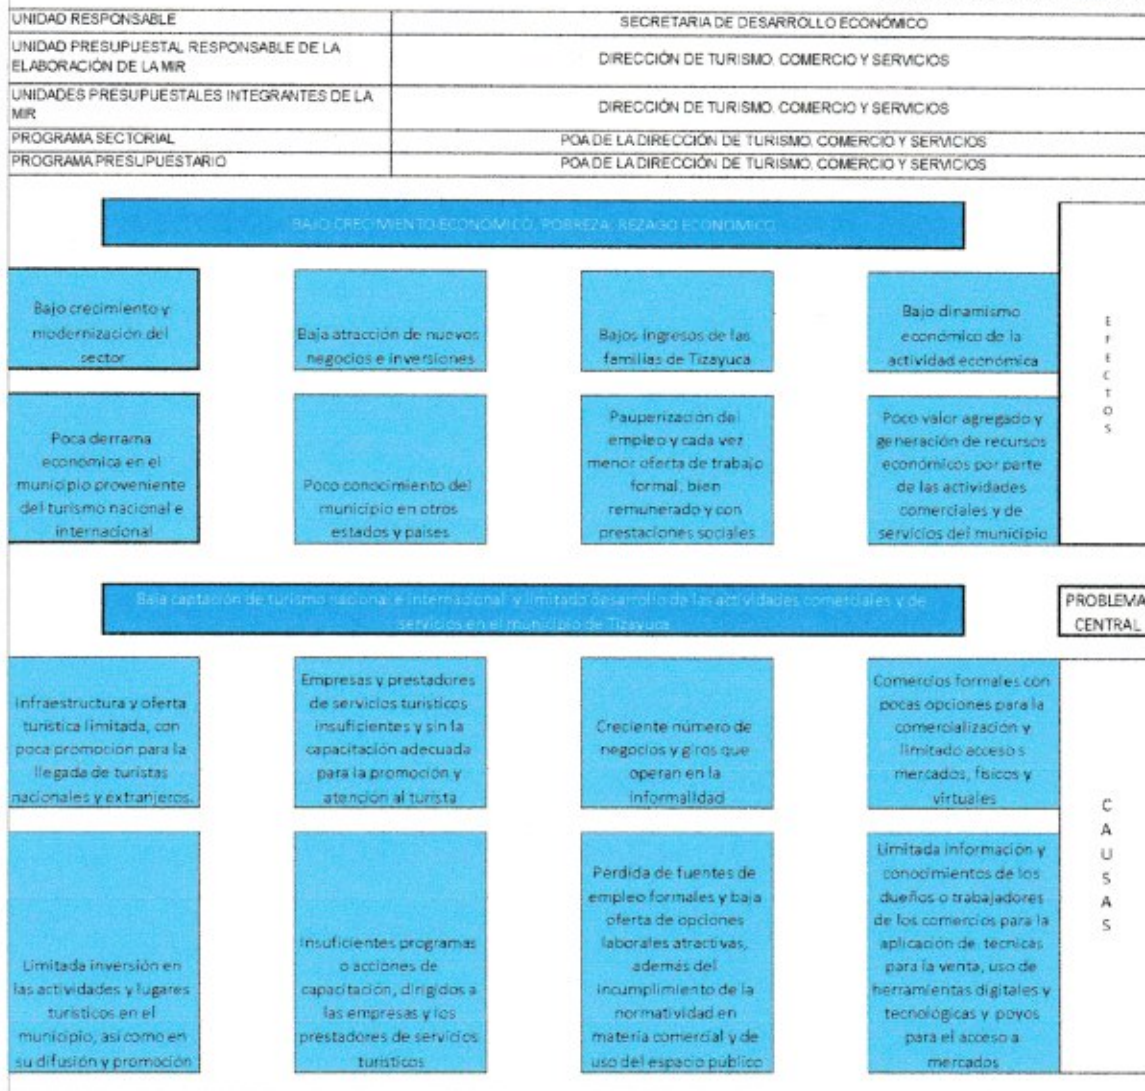 UNIDAD RESPONSABLE
SECRETARIA DE DESARROLLO ECONÓMICO
UNIDAD PRESUPUESTAL RESPONSABLE DE LA
ELABORACIÓN DE LA MIR
DIRECCIÓN DE TURISMO, COMERCIO Y SERVICIOS
UNIDADES PRESUPUESTALES INTEGRANTES DE LA
MIR
DIRECCIÓN DE TURISMO, COMERCIO Y SERVICIOS
PROGRAMA SECTORIAL
POA DE LA DIRECCIÓN DE TURISMO, COMERCIO Y SERVICIOS
PROGRAMA PRESUPUESTARIO
POA DE LA DIRECCIÓN DE TURISMO, COMERCIO Y SERVICIOS
BAJO CRECIMIENTO ECONÓMICO, POBREZA, REZAGO ECONOMICO
Bajo crecimiento y
modernización del
sector
Baja atracción de nuevos
negocios e inversiones
Bajos ingresos de las
familias de Tizayuca
Bajo dinamismo
económico de la
actividad económica
EFECTOS
Poca derrama
económica en el
municipio proveniente
del turismo nacional e
internacional
Poco conocimiento del
municipio en otros
estados y países
Pauperización del
empleo y cada vez
menor oferta de trabajo
formal, bien
remunerado y con
prestaciones sociales
Poco valor agregado y
generación de recursos
económicos por parte
de las actividades
comerciales y de
servicios del municipio
Baja captación de turismo nacional e internacional y limitado desarrollo de las actividades comerciales y de
servicios en el municipio de Tizayuca
PROBLEMA
CENTRAL
Infraestructura y oferta
turística limitada, con
poca promoción para la
llegada de turistas
nacionales y extranjeros.
Empresas y prestadores
de servicios turísticos
insuficientes y sin la
capacitación adecuada
para la promoción y
atención al turista
Creciente número de
negocios y giros que
operan en la
informalidad
Comercios formales con
pocas opciones para la
comercialización y
limitado acceso s
mercados, físicos y
virtuales
CAUSAS
Limitada inversión en
las actividades y lugares
turísticos en el
municipio, así como en
su difusión y promoción
Insuficientes programas
o acciones de
capacitación, dirigidos a
las empresas y los
prestadores de servicios
turísticos
Perdida de fuentes de
empleo formales y baja
oferta de opciones
laborales atractivas,
además del
incumplimiento de la
normatividad en
materia comercial y de
uso del espacio público
Limitada información y
conocimientos de los
dueños o trabajadores
de los comercios para la
aplicación de técnicas
para la venta, uso de
herramientas digitales y
tecnológicas y poyos
para el acceso a
mercados